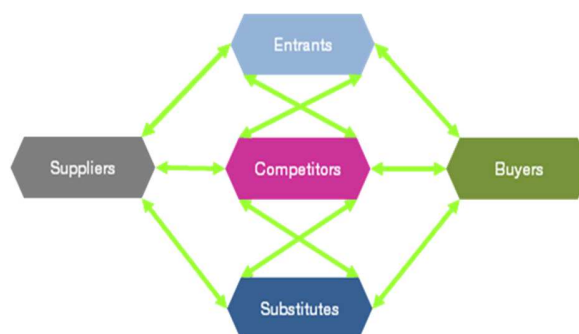 Entrants
Suppliers
Competitors
Buyers
Substitutes